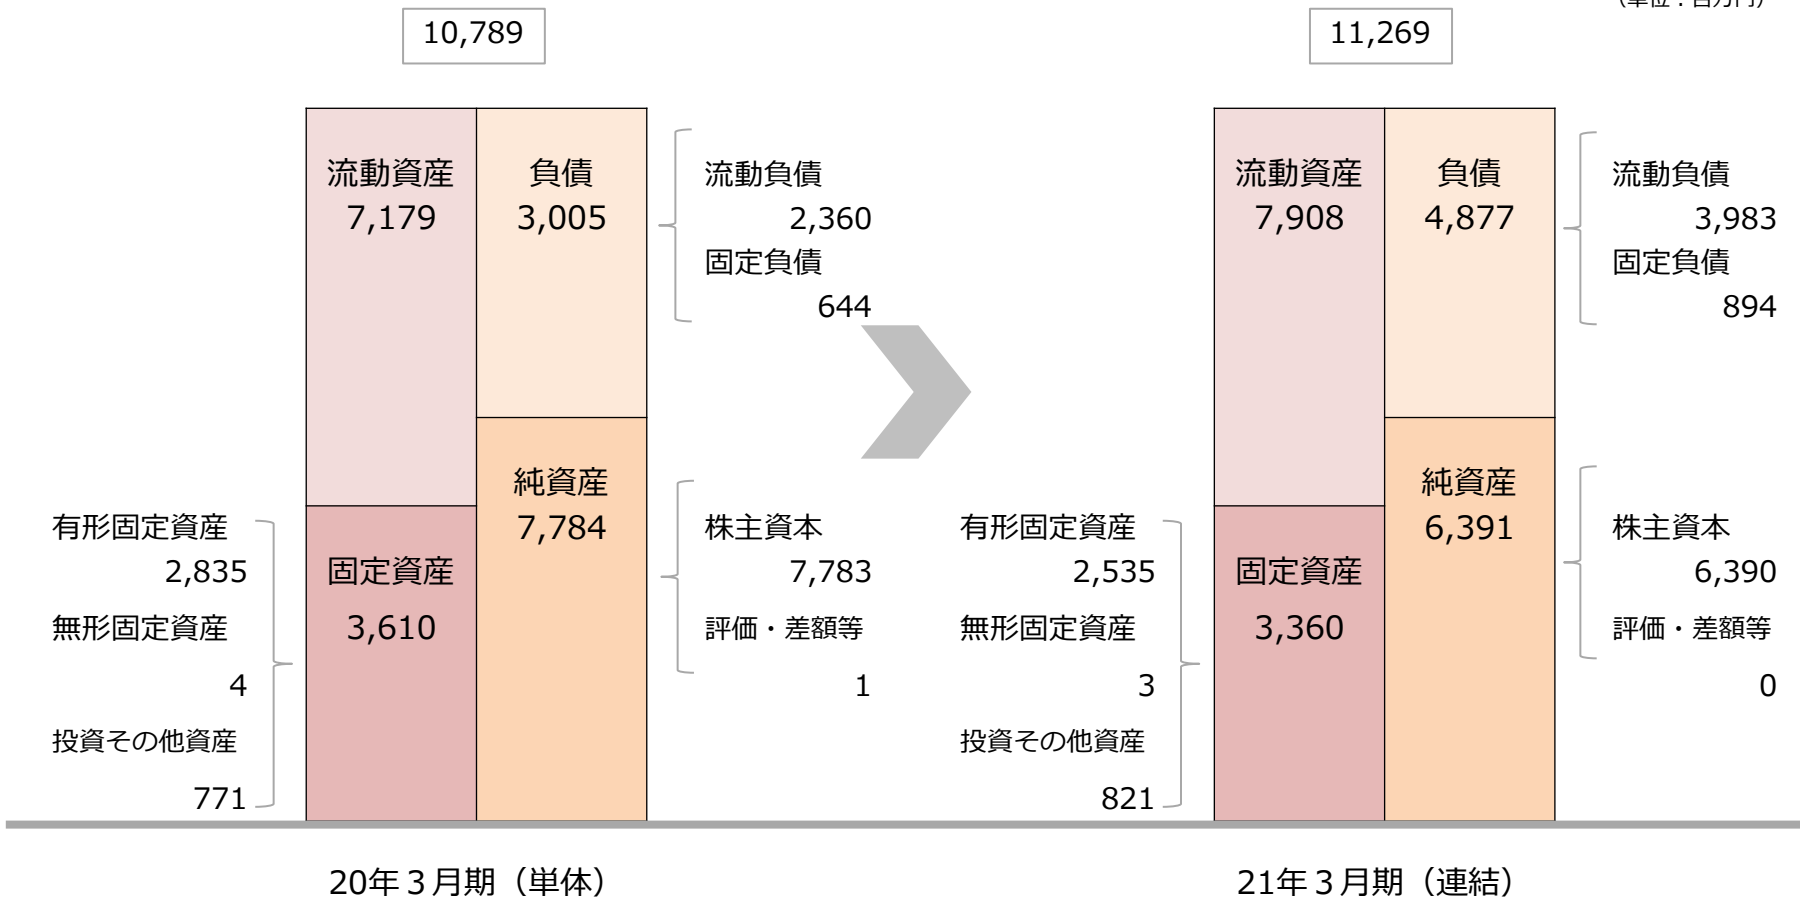 （単位：百万円）
10,789
11,269
流動資産
7,179
負債
3,005
流動負債
2,360
固定負債
644
有形固定資産
2,835
無形固定資産
4
投資その他資産
771
固定資産
3,610
純資産
7,784
株主資本
7,783
評価・差額等
1
20年３月期（単体）
流動資産
7,908
負債
4,877
流動負債
3,983
固定負債
894
有形固定資産
2,535
無形固定資産
3
投資その他資産
821
固定資産
3,360
純資産
6,391
株主資本
6,390
評価・差額等
0
21年３月期（連結）